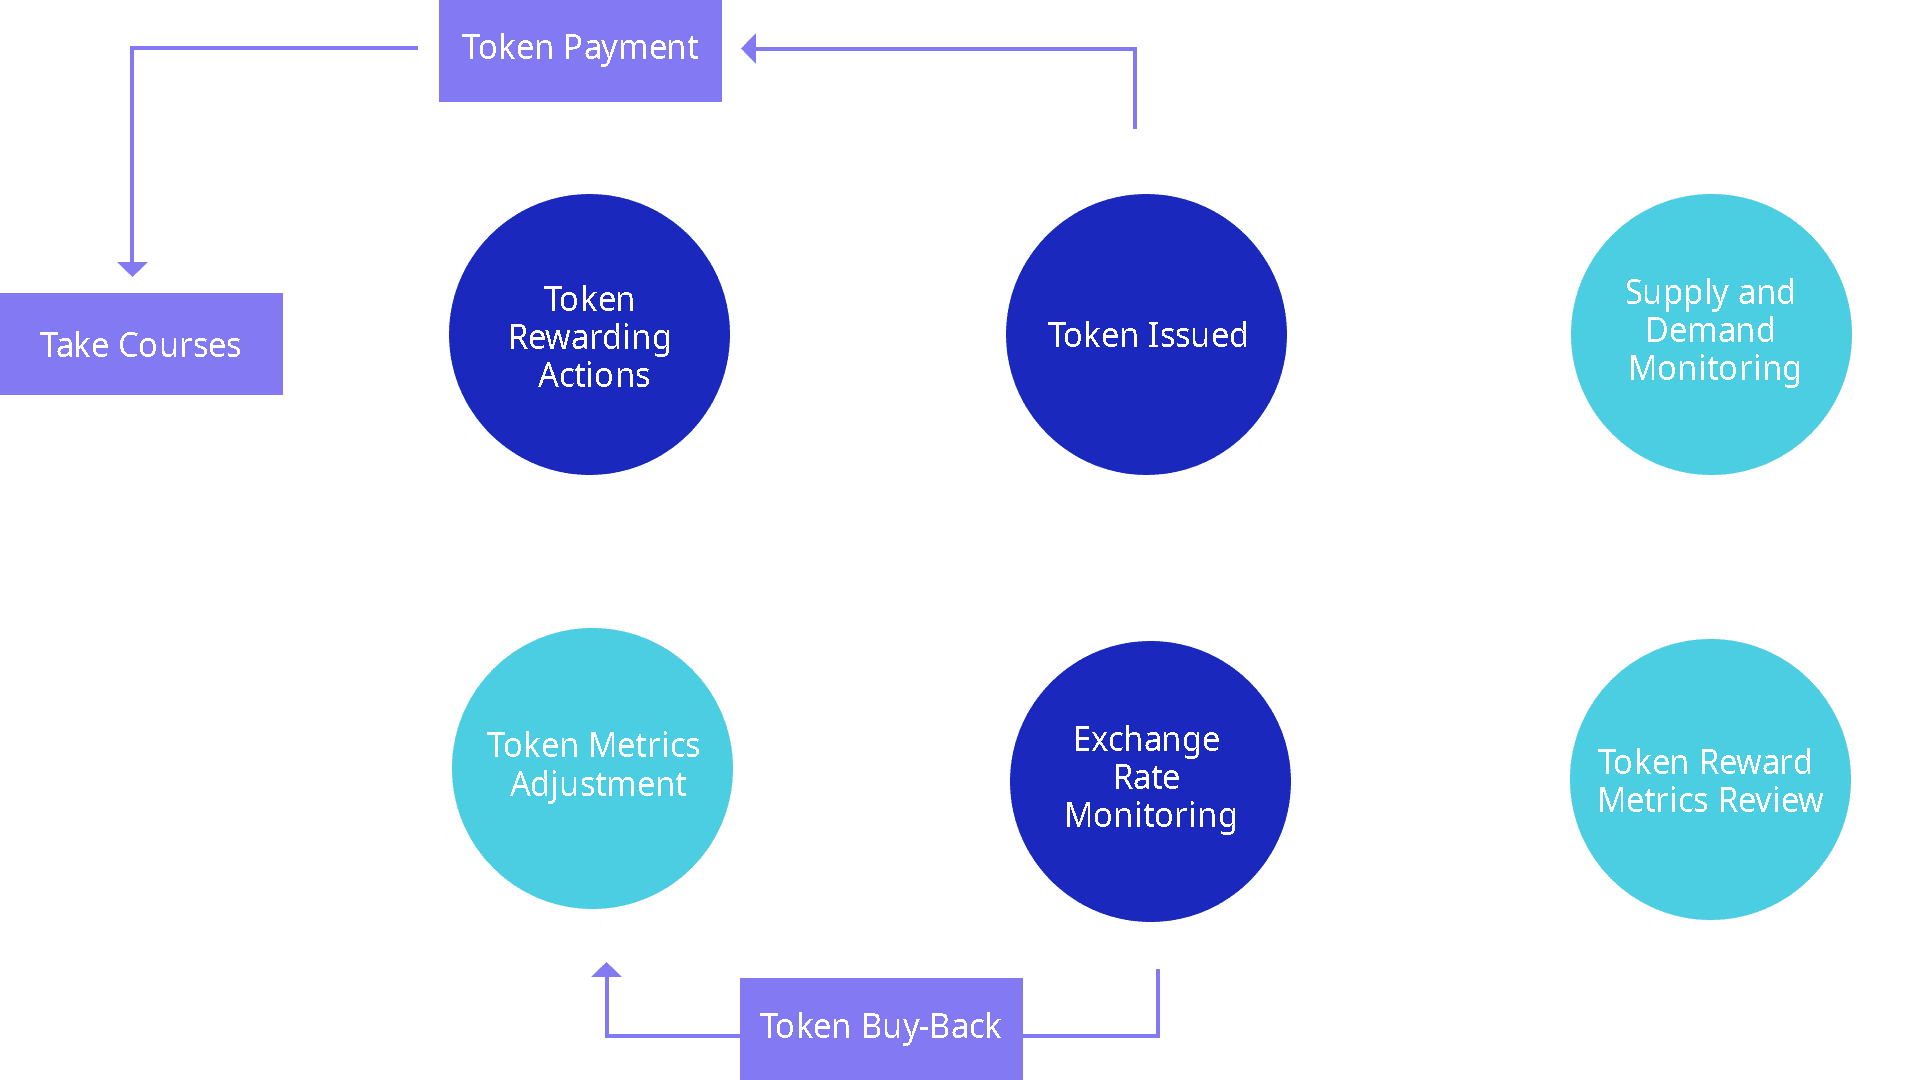 Token Payment
Take Courses
Token
Rewarding
Actions
Token Issued
Supply and
Demand
Monitoring
Token Metrics
Adjustment
Exchange
Rate
Monitoring
Token Reward
Metrics Review
Token Buy-Back